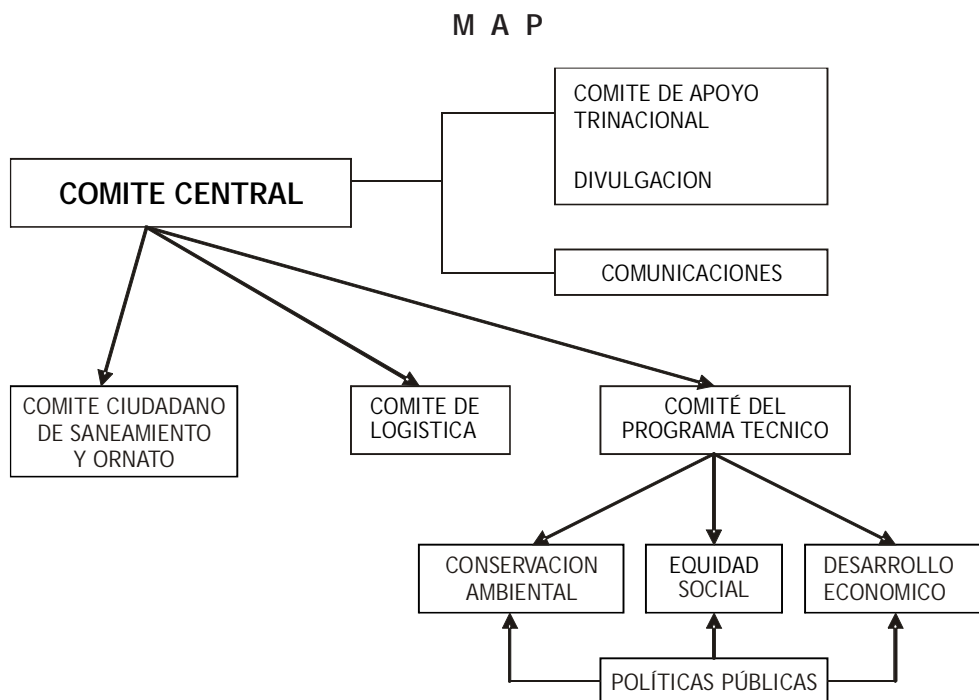 M A P
COMITE DE APOYO
TRINACIONAL
DIVULGACION
COMITE CENTRAL
COMUNICACIONES
COMITE CIUDADANO
DE SANEAMIENTO
Y ORNATO
COMITE DE
LOGISTICA
COMITÉ DEL
PROGRAMA TECNICO
CONSERVACION
AMBIENTAL
EQUIDAD
SOCIAL
DESARROLLO
ECONOMICO
POLÍTICAS PÚBLICAS